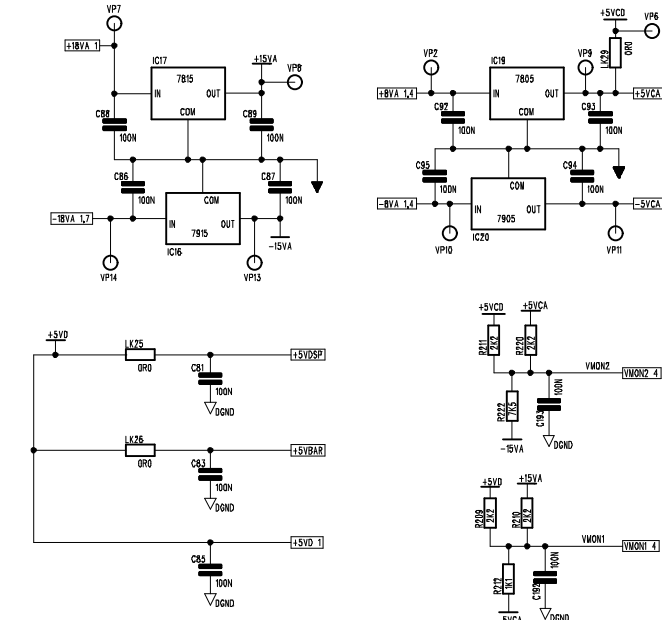 VP7
+18VA 1
IC17
7815
IN
OUT
COM
+15VA
VP8
C88
100N
C89
100N
C86
100N
C87
100N
-18VA 1,7
IN
COM
OUT
7915
IC16
-15VA
VP14
VP13
+5VCD
VP6
LK29
0R0
VP2
IC19
7805
IN
OUT
COM
VP9
+8VA 1,4
+5VCA
C92
100N
C93
100N
C95
100N
C94
100N
-8VA 1,4
IN
COM
OUT
7905
IC20
-5VCA
VP10
VP11
+5VD
LK25
0R0
+5VDSP
C81
100N
DGND
LK26
0R0
+5VBAR
C83
100N
DGND
+5VD 1
C85
100N
DGND
+5VCD
+5VCA
R211
2K2
R220
2K2
VMON2
VMON2 4
R222
7K5
C193
100N
-15VA
DGND
+5VD
+15VA
R209
2K2
R210
2K2
VMON1
VMON1 4
R212
1K1
C192
100N
-5VCA
DGND